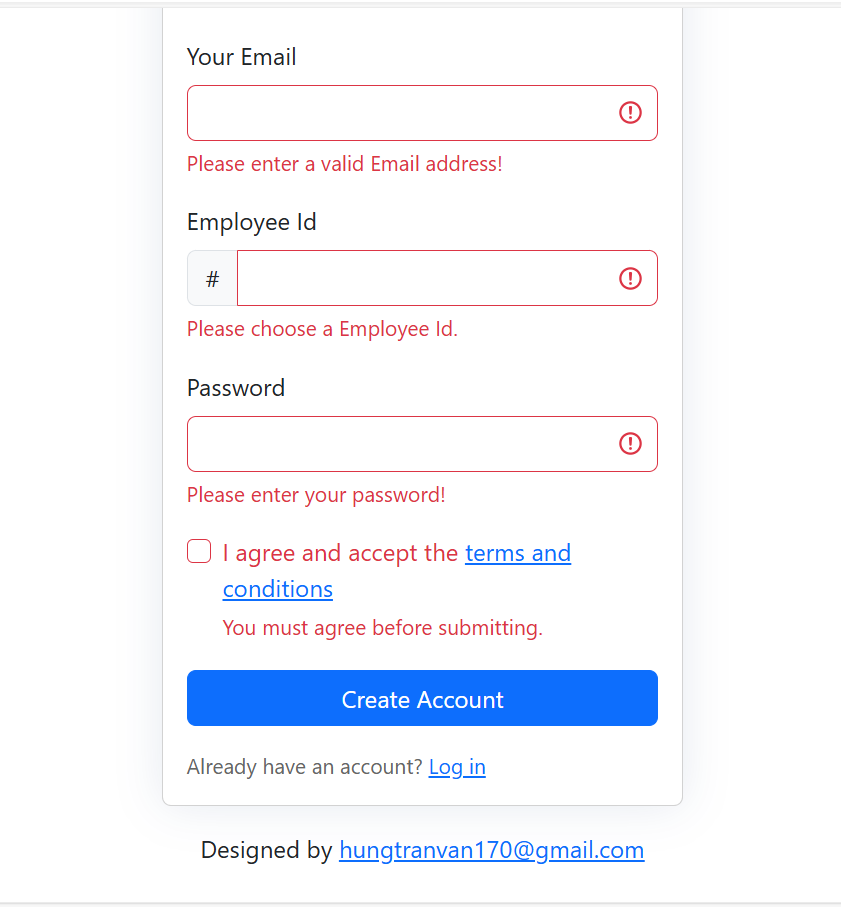 Your Email
Please enter a valid Email address!
Employee Id
#
Please choose a Employee Id.
Password
Please enter your password!
I agree and accept the terms and
conditions
You must agree before submitting.
Create Account
Already have an account? Log in
Designed by hungtranvan170@gmail.com